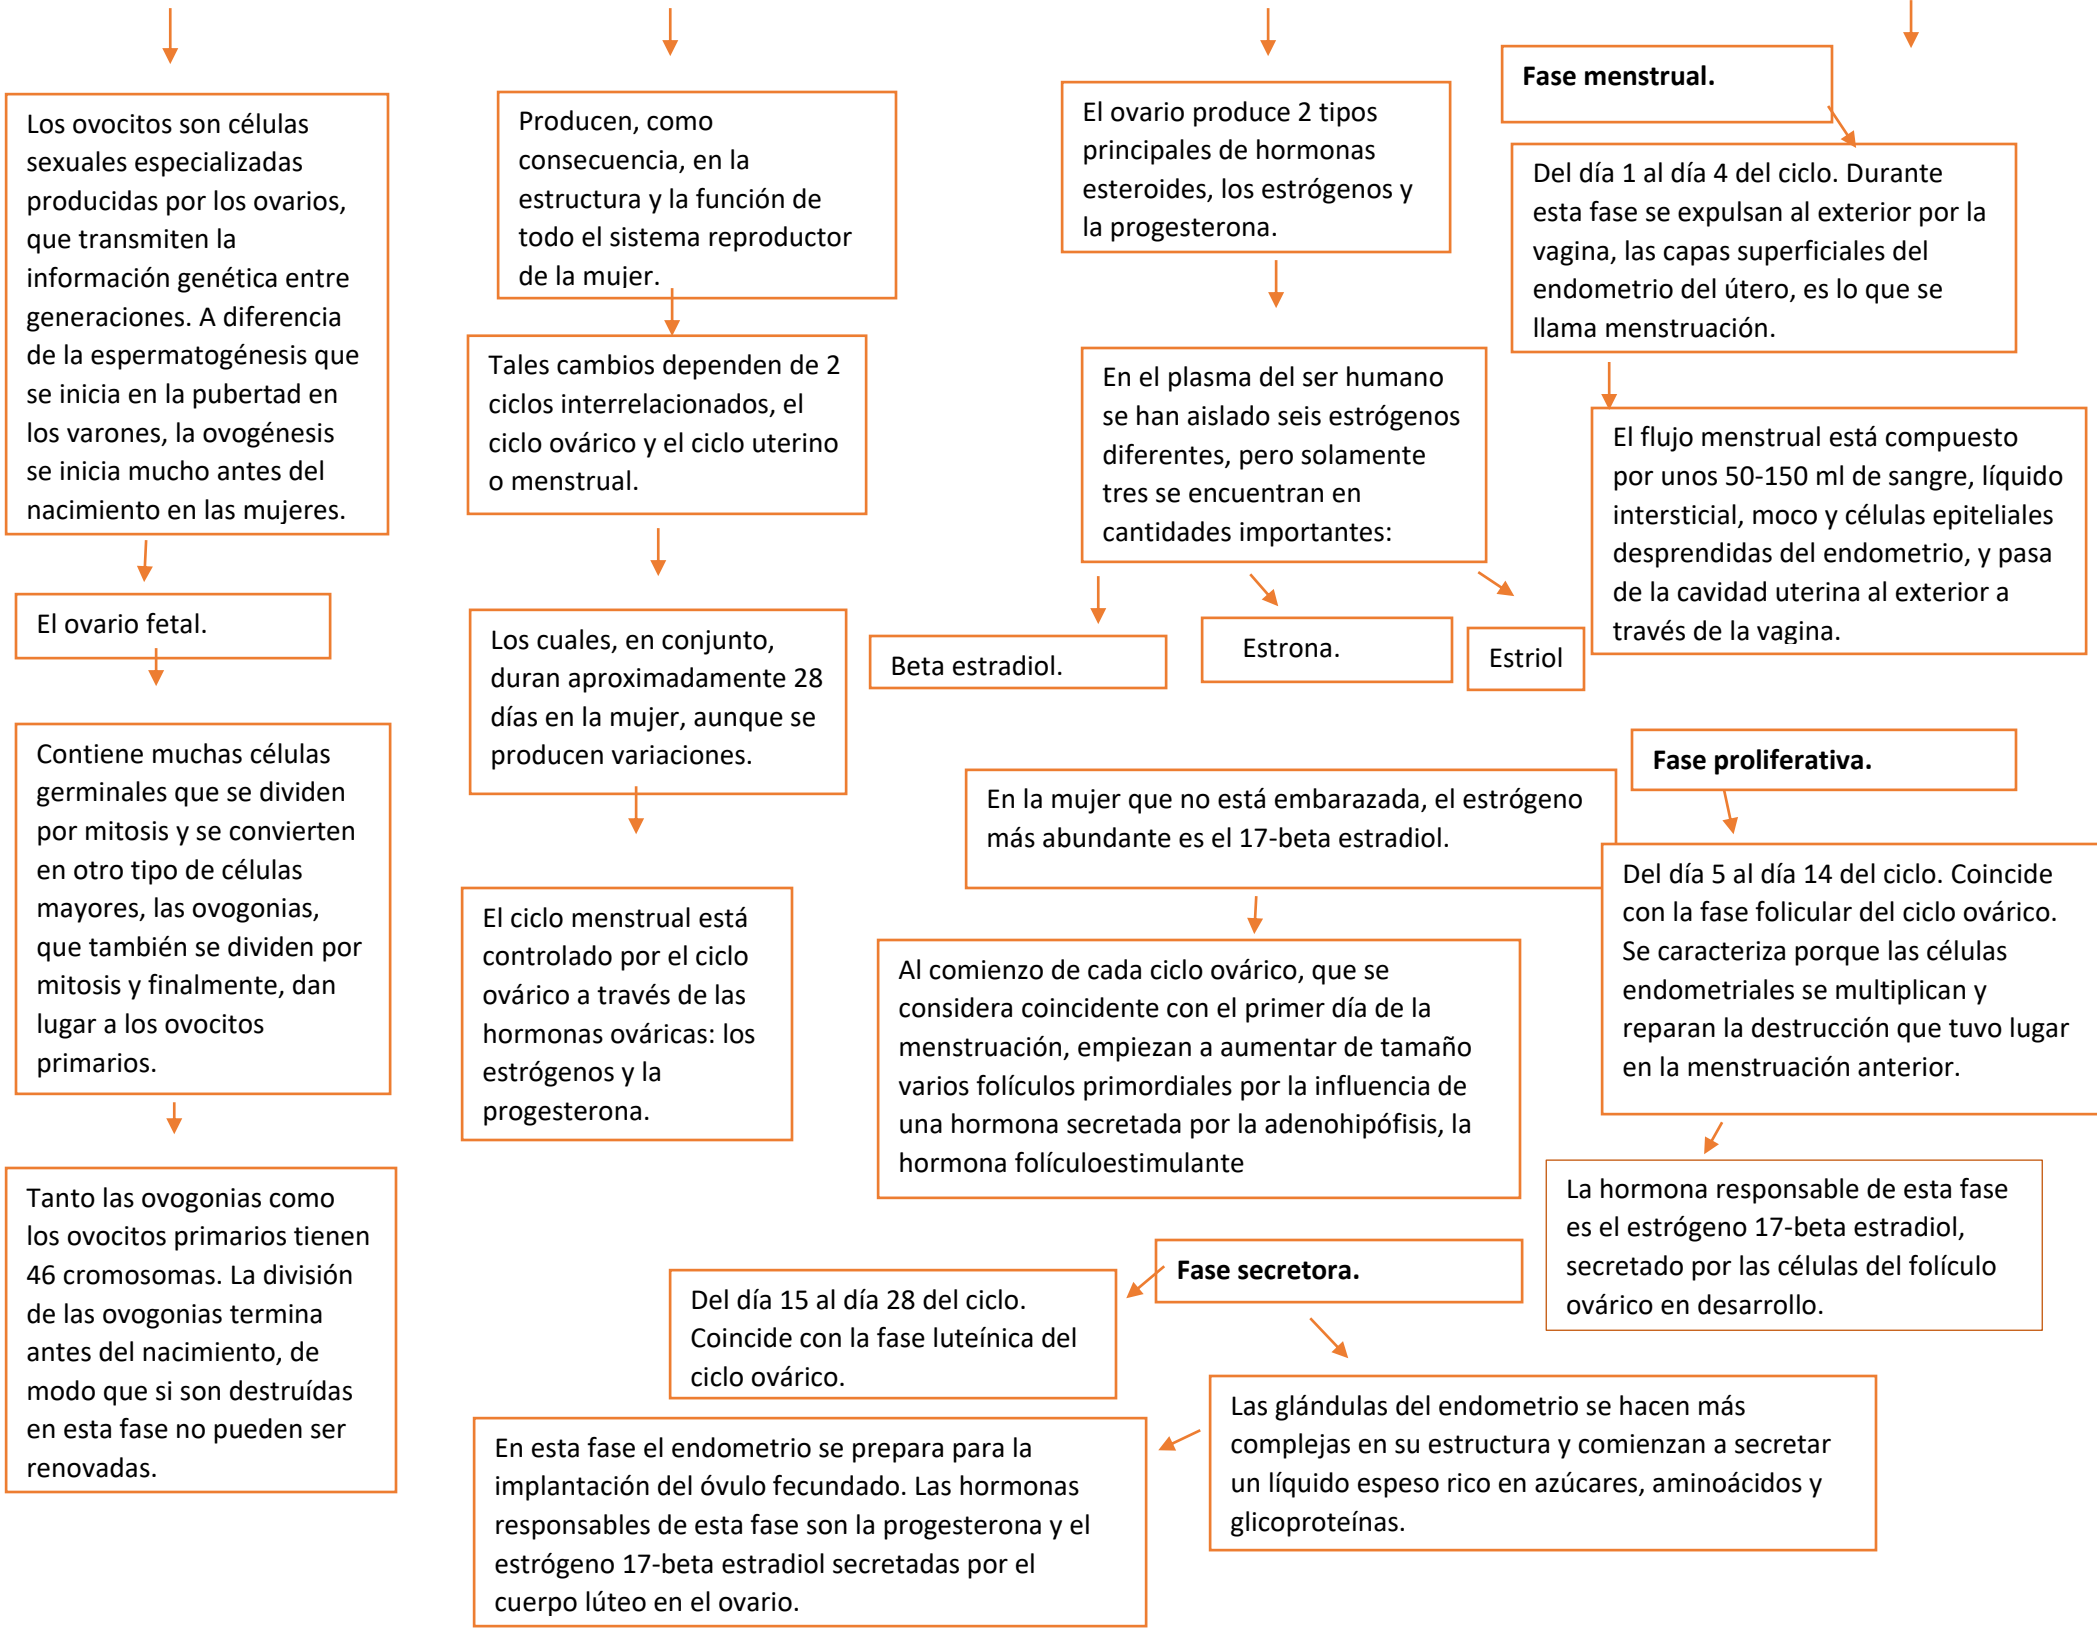 Los ovocitos son células
sexuales especializadas
producidas por los ovarios,
que transmiten la
información genética entre
generaciones. A diferencia
de la espermatogénesis que
se inicia en la pubertad en
los varones, la ovogénesis
se inicia mucho antes del
nacimiento en las mujeres.
El ovario fetal.
Contiene muchas células
germinales que se dividen
por mitosis y se convierten
en otro tipo de células
mayores, las ovogonias,
que también se dividen por
mitosis y finalmente, dan
lugar a los ovocitos
primarios.
Tanto las ovogonias como
los ovocitos primarios tienen
46 cromosomas. La división
de las ovogonias termina
antes del nacimiento, de
modo que si son destruídas
en esta fase no pueden ser
renovadas.
Producen, como
consecuencia, en la
estructura y la función de
todo el sistema reproductor
de la mujer.
Tales cambios dependen de 2
ciclos interrelacionados, el
ciclo ovárico y el ciclo uterino
o menstrual.
Los cuales, en conjunto,
duran aproximadamente 28
días en la mujer, aunque se
producen variaciones.
El ciclo menstrual está
controlado por el ciclo
ovárico a través de las
hormonas ováricas: los
estrógenos y la
progesterona.
El ovario produce 2 tipos
principales de hormonas
esteroides, los estrógenos y
la progesterona.
En el plasma del ser humano
se han aislado seis estrógenos
diferentes, pero solamente
tres se encuentran en
cantidades importantes:
Beta estradiol.
Estrona.
Estriol
En la mujer que no está embarazada, el estrógeno
más abundante es el 17-beta estradiol.
Al comienzo de cada ciclo ovárico, que se
considera coincidente con el primer día de la
menstruación, empiezan a aumentar de tamaño
varios folículos primordiales por la influencia de
una hormona secretada por la adenohipófisis, la
hormona folículoestimulante
Fase menstrual.
Del día 1 al día 4 del ciclo. Durante
esta fase se expulsan al exterior por la
vagina, las capas superficiales del
endometrio del útero, es lo que se
llama menstruación.
El flujo menstrual está compuesto
por unos 50-150 ml de sangre, líquido
intersticial, moco y células epiteliales
desprendidas del endometrio, y pasa
de la cavidad uterina al exterior a
través de la vagina.
Fase proliferativa.
Del día 5 al día 14 del ciclo. Coincide
con la fase folicular del ciclo ovárico.
Se caracteriza porque las células
endometriales se multiplican y
reparan la destrucción que tuvo lugar
en la menstruación anterior.
La hormona responsable de esta fase
es el estrógeno 17-beta estradiol,
secretado por las células del folículo
ovárico en desarrollo.
Fase secretora.
Del día 15 al día 28 del ciclo.
Coincide con la fase luteínica del
ciclo ovárico.
Las glándulas del endometrio se hacen más
complejas en su estructura y comienzan a secretar
un líquido espeso rico en azúcares, aminoácidos y
glicoproteínas.
En esta fase el endometrio se prepara para la
implantación del óvulo fecundado. Las hormonas
responsables de esta fase son la progesterona y el
estrógeno 17-beta estradiol secretadas por el
cuerpo lúteo en el ovario.